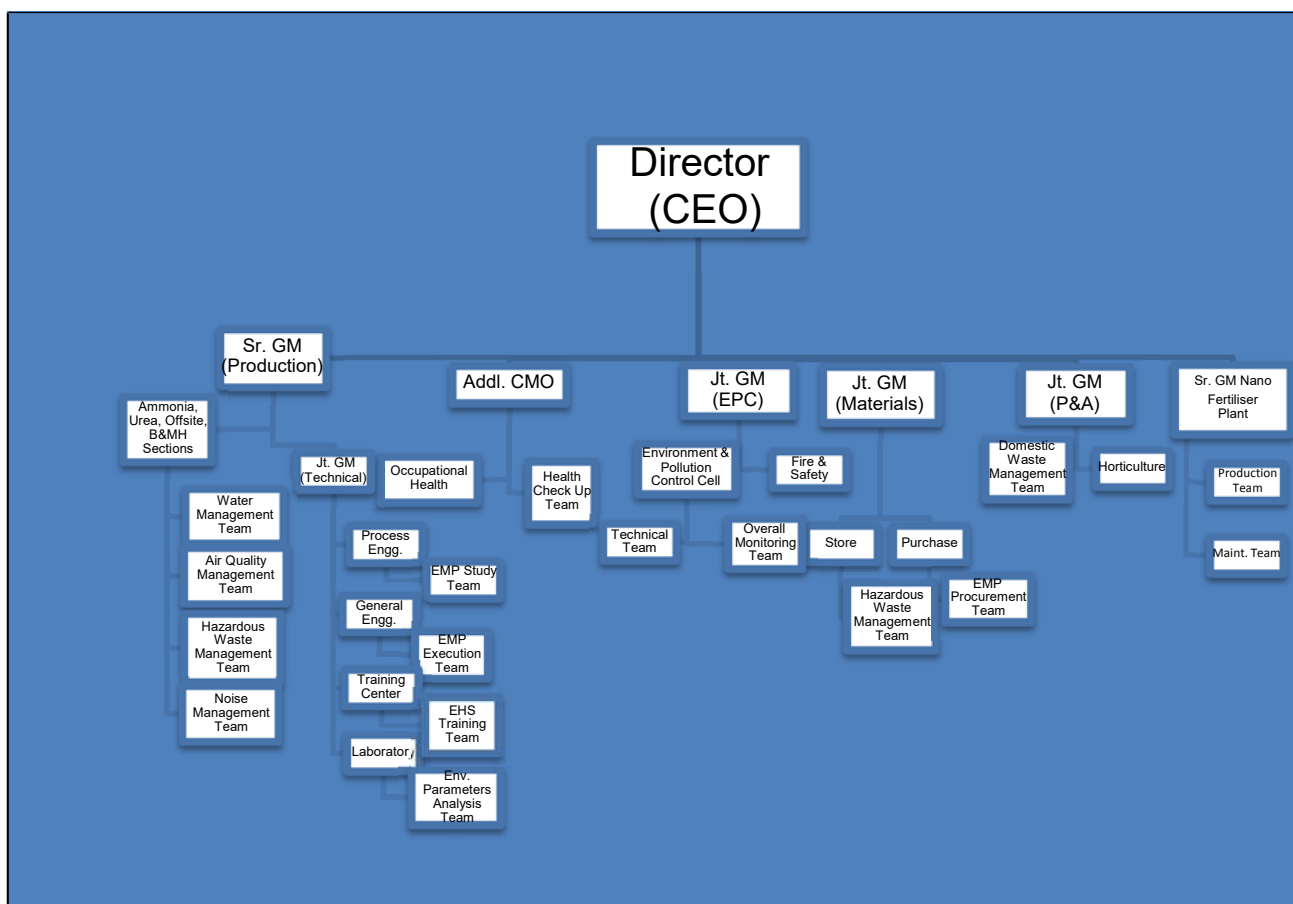 Director
(CEO)
Sr. GM
(Production)
Addl. CMO
Jt. GM
(EPC)
Jt. GM
(Materials)
Jt. GM
(P&A)
Sr. GM Nano
Fertiliser
Plant
Ammonia,
Urea, Offsite,
B&MH
Sections
Jt. GM
(Technical)
Occupational
Health
Health
Check Up
Team
Environment &
Pollution
Control Cell
Fire &
Safety
Domestic
Waste
Management
Team
Horticulture
Production
Team
Maint. Team
Water
Management
Team
Air Quality
Management
Team
Hazardous
Waste
Management
Team
Noise
Management
Team
Process
Engg.
EMP Study
Team
General
Engg.
EMP
Execution
Team
Training
Center
EHS
Training
Team
Laboratory
Env.
Parameters
Analysis
Team
Technical
Team
Overall
Monitoring
Team
Store
Purchase
Hazardous
Waste
Management
Team
EMP
Procurement
Team